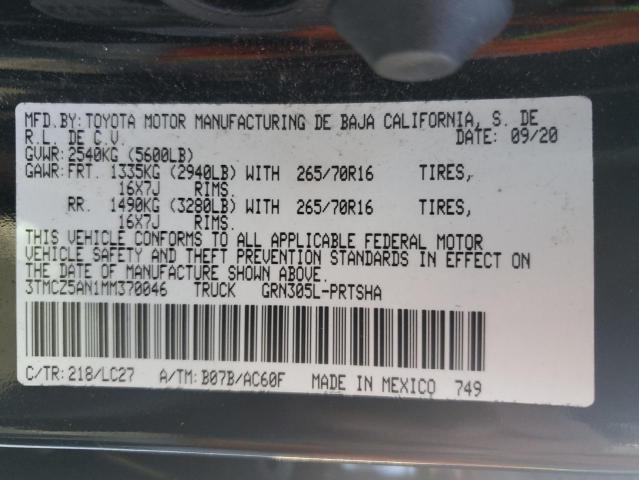 MFD.BY:TOYOTA MOTOR MANUFACTURING DE BAJA CALIFORNIA, S. DE
R.L. DE C.V. DATE: 09/20
GVWR:2540KG (5600LB)
GAWR:FRT. 1335KG (2940LB) WITH 265/70R16 TIRES,
16X7J RIMS.
RR. 1490KG (3280LB) WITH 265/70R16 TIRES,
16X7J RIMS.
THIS VEHICLE CONFORMS TO ALL APPLICABLE FEDERAL MOTOR
VEHICLE SAFETY AND THEFT PREVENTION STANDARDS IN EFFECT ON
THE DATE OF MANUFACTURE SHOWN ABOVE.
3TMCZ5AN1MM370046 TRUCK GRN305L-PRTSHA
C/TR:218/LC27 A/TM:B07B/AC60F MADE IN MEXICO 749